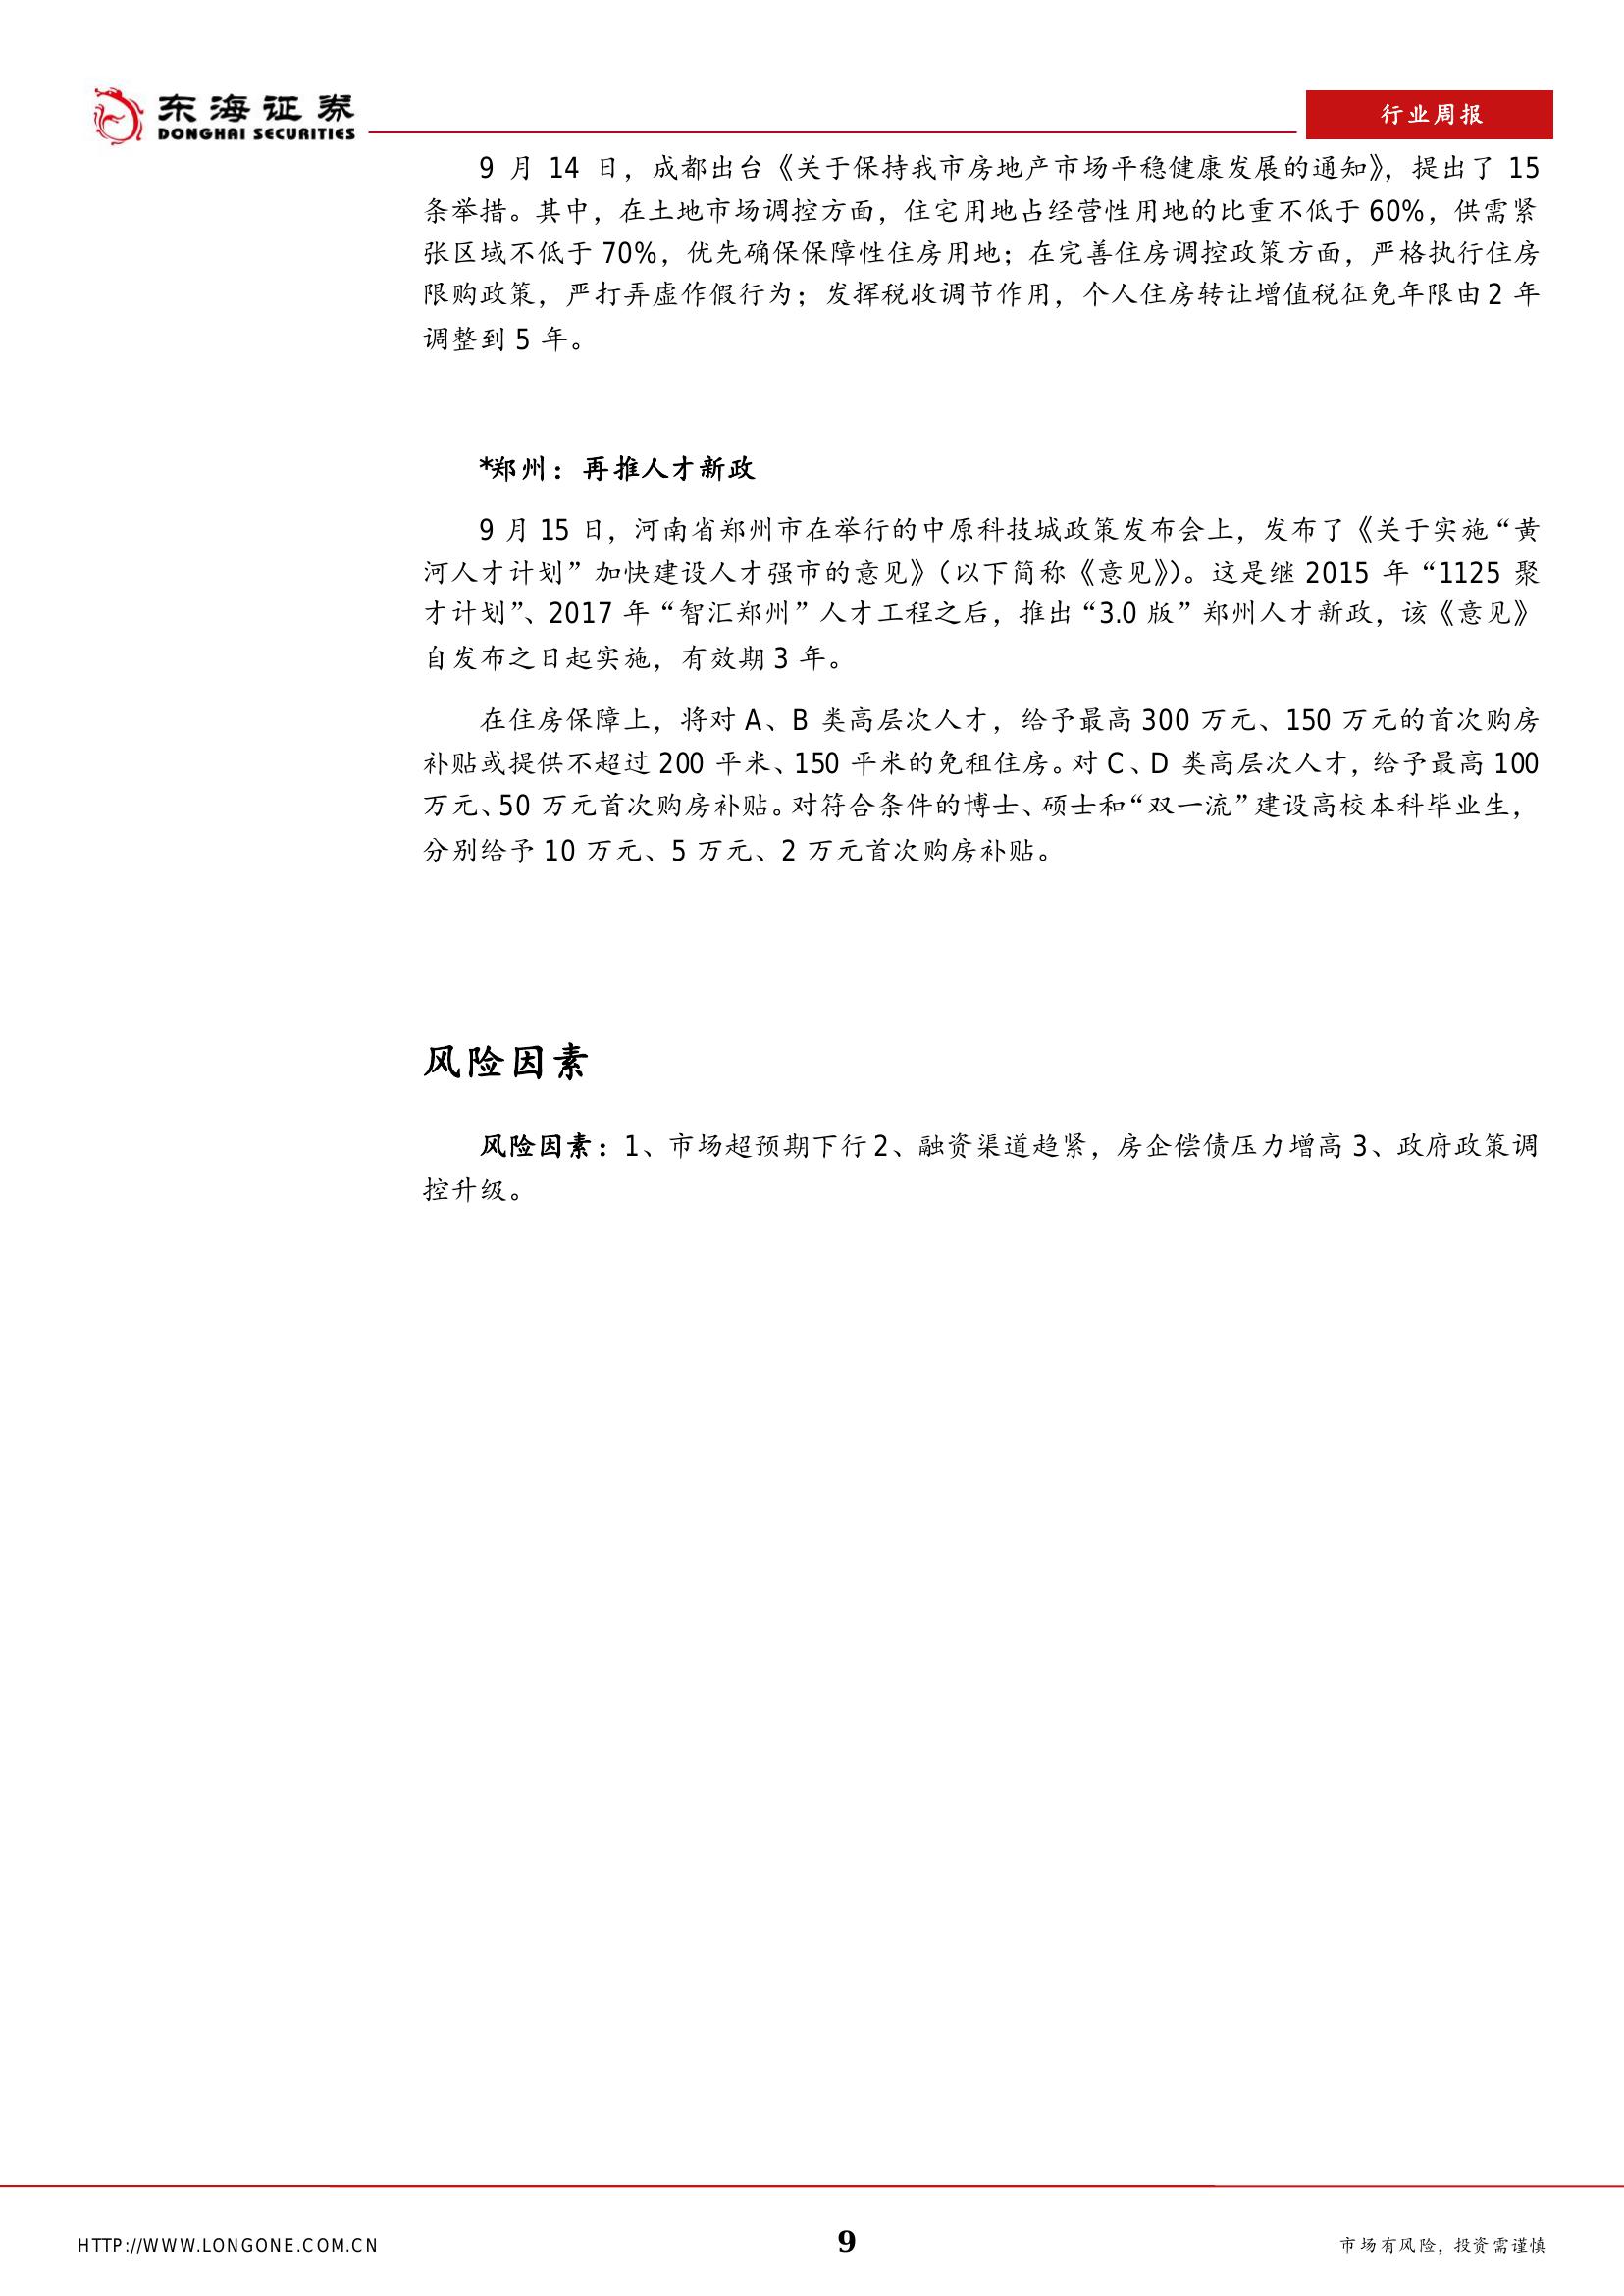 东海证券
DONGHAI SECURITIES
行业周报
9 月 14 日，成都出台《关于保持我市房地产市场平稳健康发展的通知》，提出了 15
条举措。其中，在土地市场调控方面，住宅用地占经营性用地的比重不低于 60%，供需紧
张区域不低于 70%，优先确保保障性住房用地；在完善住房调控政策方面，严格执行住房
限购政策，严打弄虚作假行为；发挥税收调节作用，个人住房转让增值税征免年限由 2 年
调整到 5 年。
*郑州：再推人才新政
9 月 15 日，河南省郑州市在举行的中原科技城政策发布会上，发布了《关于实施“黄
河人才计划”加快建设人才强市的意见》（以下简称《意见》）。这是继 2015 年“1125 聚
才计划”、2017 年“智汇郑州”人才工程之后，推出“3.0 版”郑州人才新政，该《意见》
自发布之日起实施，有效期 3 年。
在住房保障上，将对 A、B 类高层次人才，给予最高 300 万元、150 万元的首次购房
补贴或提供不超过 200 平米、150 平米的免租住房。对 C、D 类高层次人才，给予最高 100
万元、50 万元首次购房补贴。对符合条件的博士、硕士和“双一流”建设高校本科毕业生，
分别给予 10 万元、5 万元、2 万元首次购房补贴。
风险因素
风险因素：1、市场超预期下行 2、融资渠道趋紧，房企偿债压力增高 3、政府政策调
控升级。
HTTP://WWW.LONGONE.COM.CN
9
市场有风险，投资需谨慎